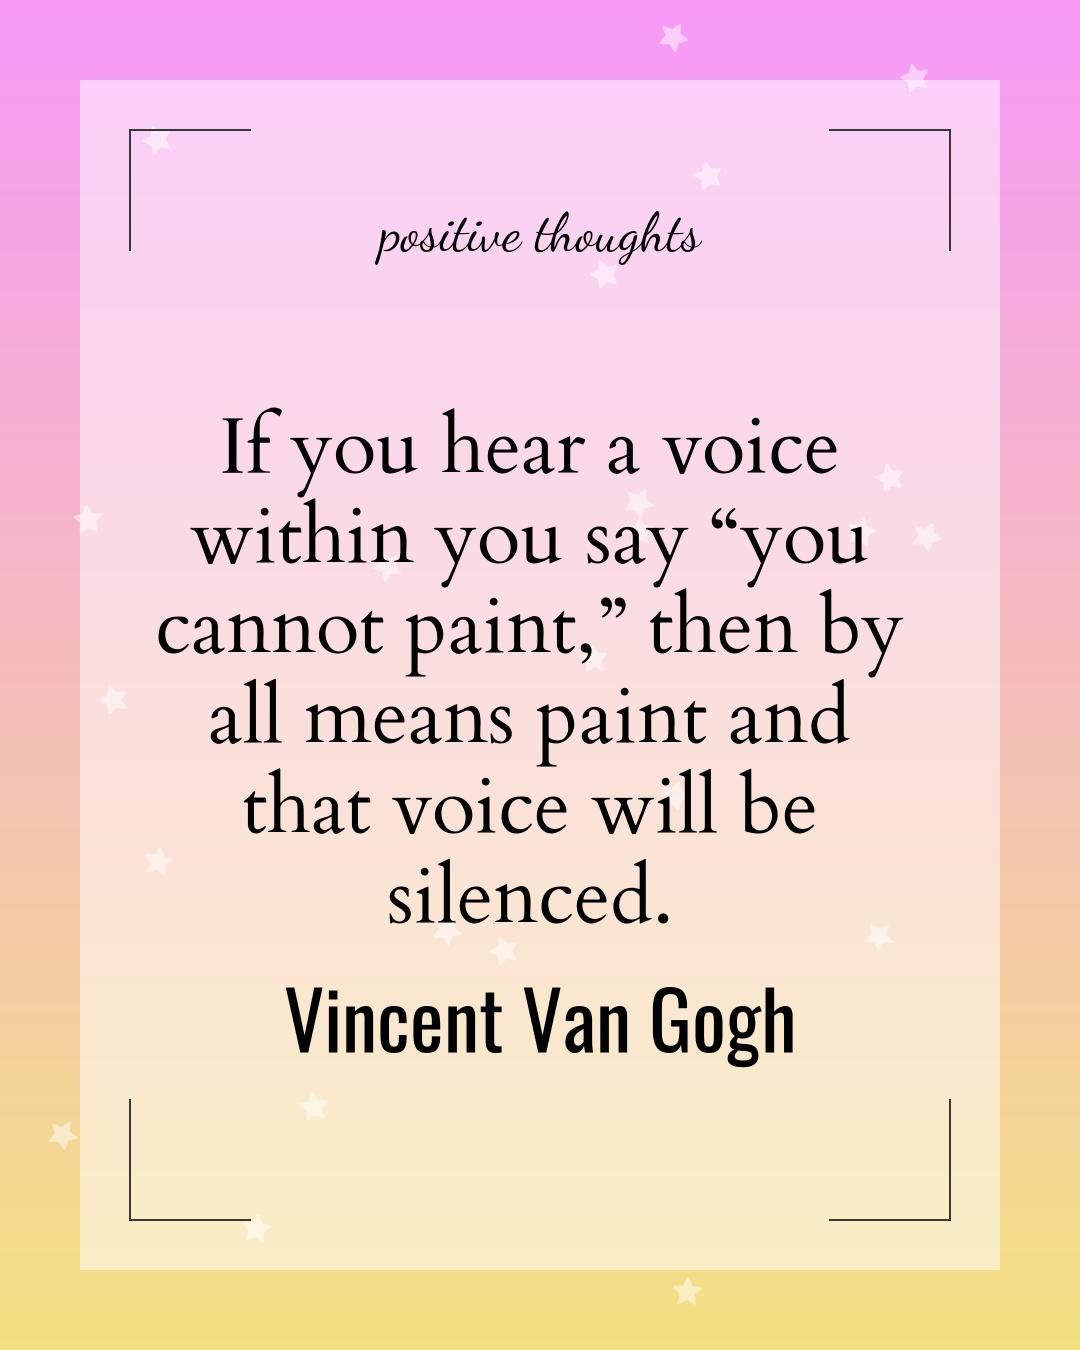 positive thoughts
If you hear a voice
within you say “you
cannot paint,” then by
all means paint and
that voice will be
silenced.
Vincent Van Gogh